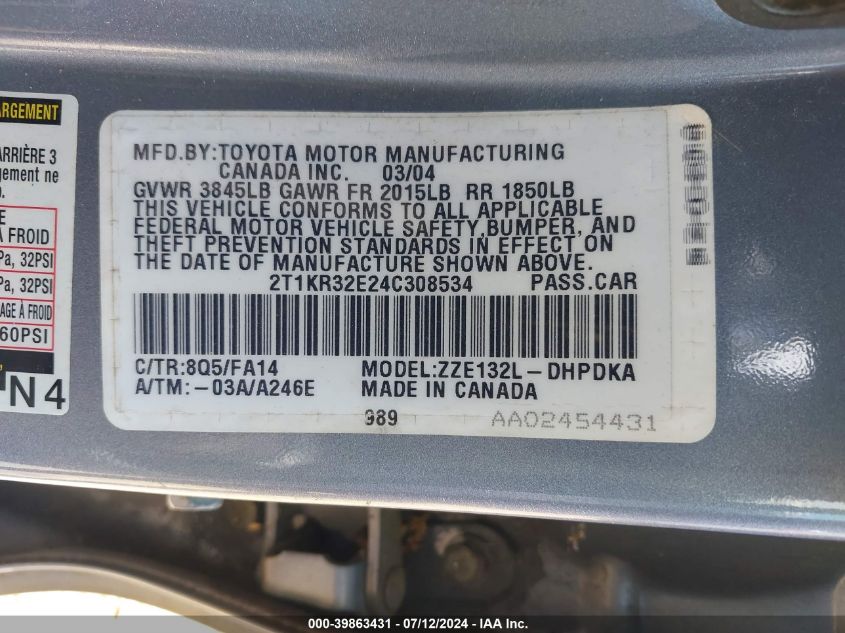 ARGEMENT
ARRIÈRE 3
gement ne
0.
E
À FROID
Pa, 32PSI
Pa, 32PSI
AGE À FROID
60PSI
N4
MFD.BY:TOYOTA MOTOR MANUFACTURING
CANADA INC. 03/04
GVWR 3845LB GAWR FR 2015LB RR 1850LB
THIS VEHICLE CONFORMS TO ALL APPLICABLE
FEDERAL MOTOR VEHICLE SAFETY,BUMPER, AND
THEFT PREVENTION STANDARDS IN EFFECT ON
THE DATE OF MANUFACTURE SHOWN ABOVE.
2T1KR32E24C308534 PASS.CAR
C/TR:8Q5/FA14 MODEL:ZZE132L-DHPDKA
A/TM:-03A/A246E MADE IN CANADA
989 AA02454431
000-39863431 - 07/12/2024 - IAA Inc.